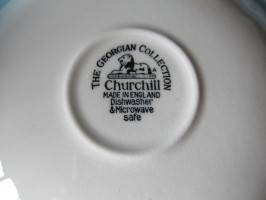 THE GEORGIAN COLLECTION
Churchill
MADE IN ENGLAND
Dishwasher
& Microwave
safe